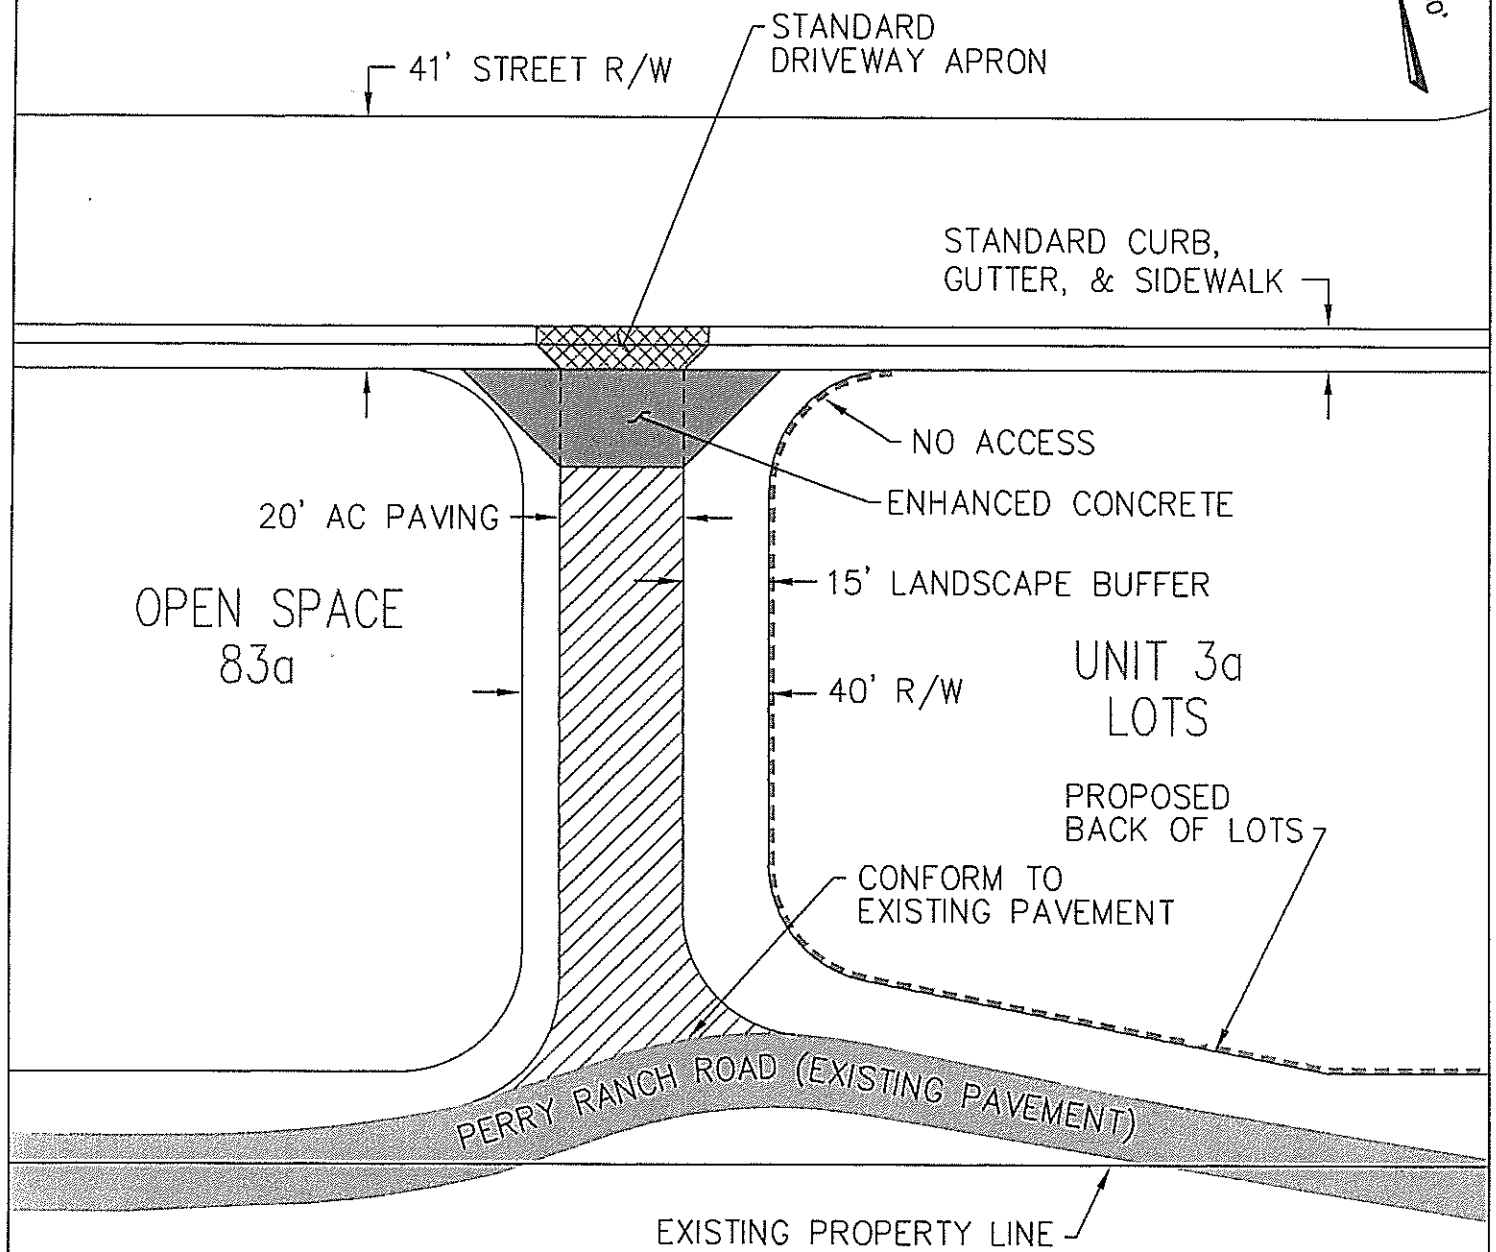 STANDARD
DRIVEWAY APRON
41' STREET R/W
STANDARD CURB,
GUTTER, & SIDEWALK
NO ACCESS
ENHANCED CONCRETE
20' AC PAVING
15' LANDSCAPE BUFFER
OPEN SPACE
83a
UNIT 3a
LOTS
40' R/W
PROPOSED
BACK OF LOTS
CONFORM TO
EXISTING PAVEMENT
PERRY RANCH ROAD (EXISTING PAVEMENT)
EXISTING PROPERTY LINE